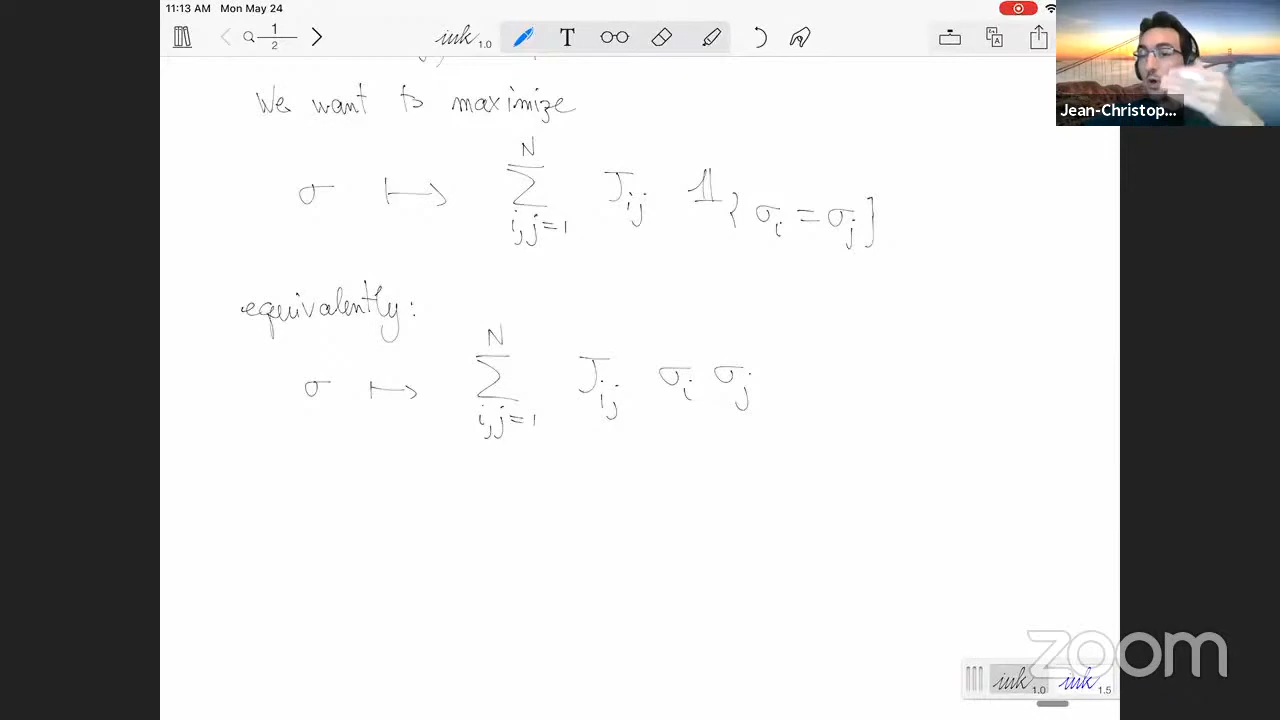 11:13 AM Mon May 24
1
2
ink 1.0
T
Jean-Christop...
We want to maximize
σ ↦ ∑_{i,j=1}^{N} J_{ij} 𝟙_{{σ_i = σ_j}}
equivalently:
σ ↦ ∑_{i,j=1}^{N} J_{ij} σ_i σ_j
zoom
ink 1.0 ink 1.5